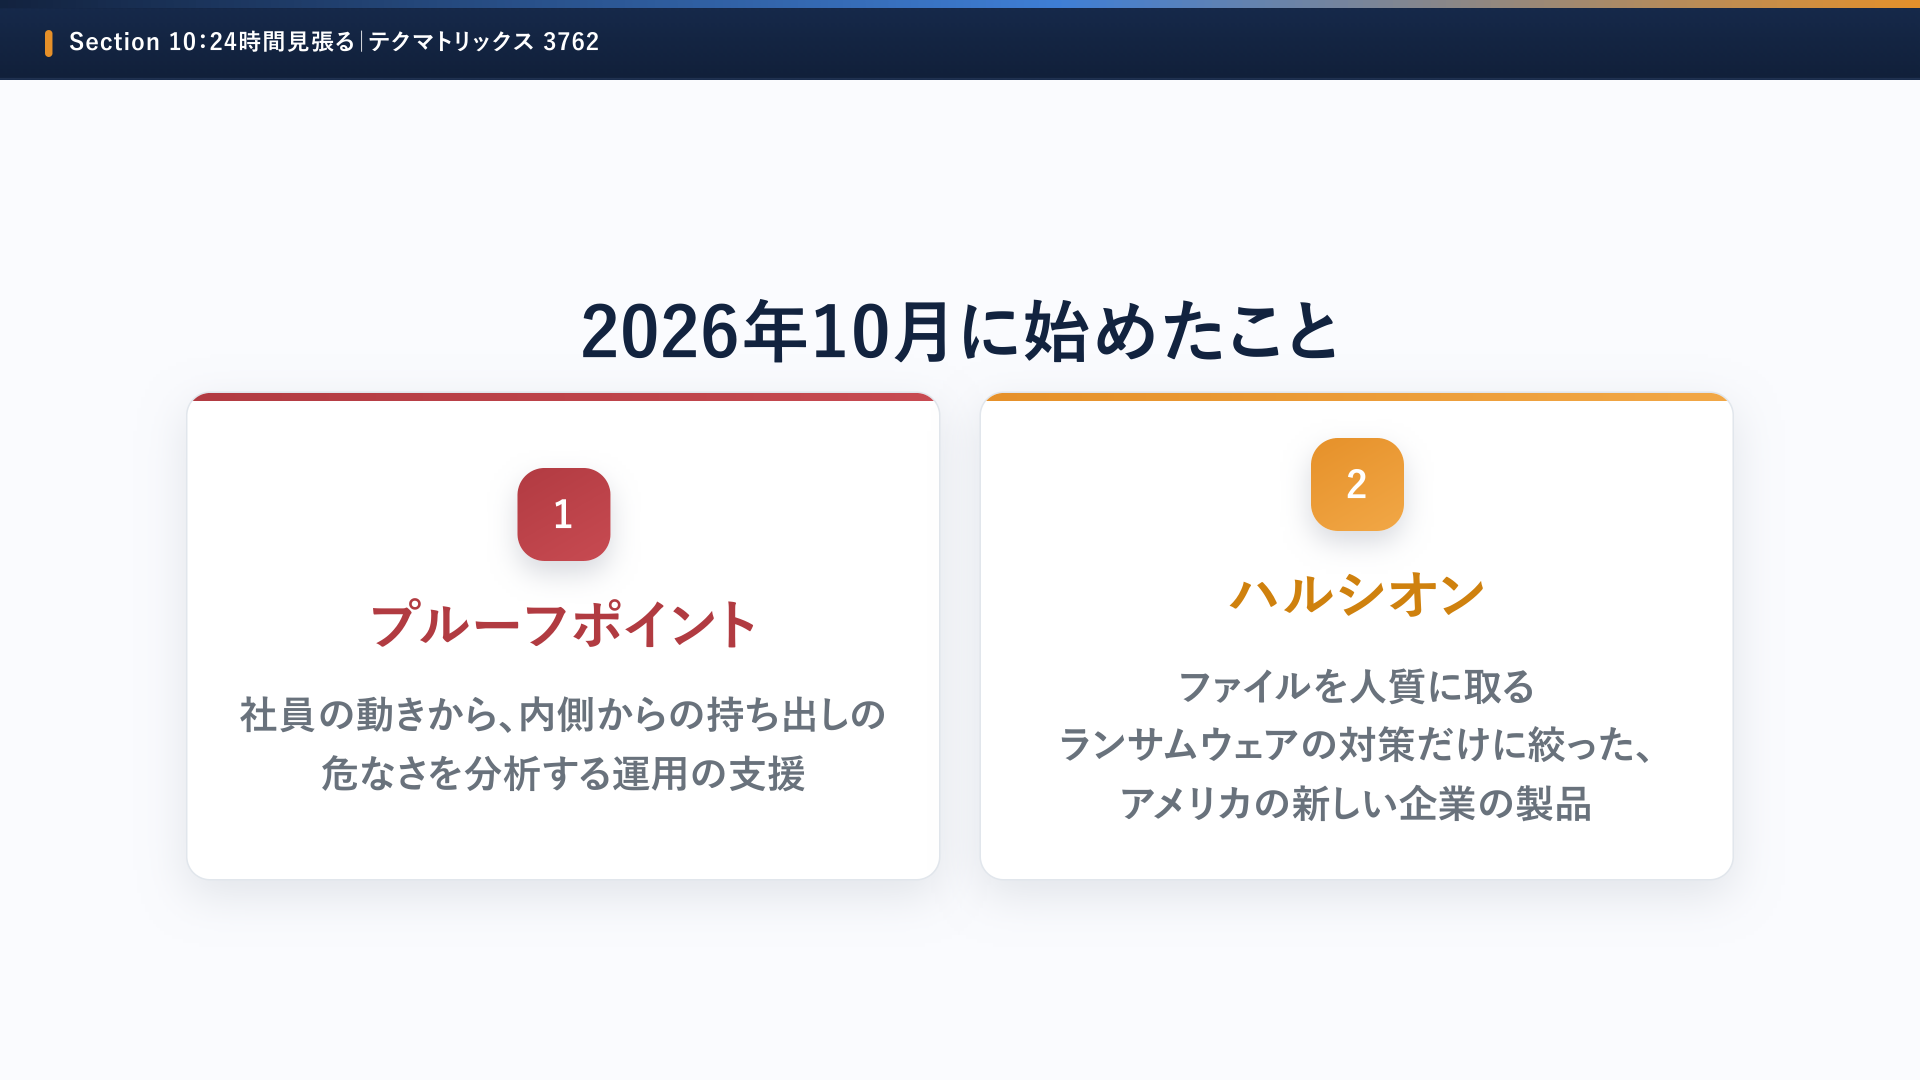 Section 10：24時間見張る｜テクマトリックス 3762
2026年10月に始めたこと
1
プルーフポイント
社員の動きから、内側からの持ち出しの
危なさを分析する運用の支援
2
ハルシオン
ファイルを人質に取る
ランサムウェアの対策だけに絞った、
アメリカの新しい企業の製品